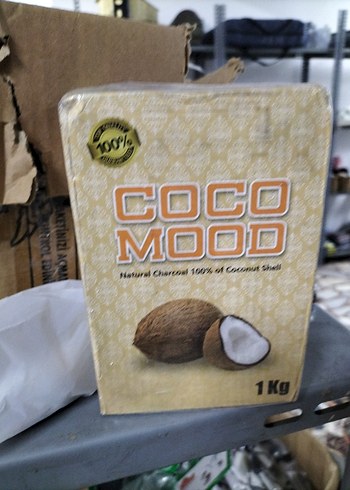 100%
COCO
MOOD
Natural Charcoal 100% of Coconut Shell
1 Kg